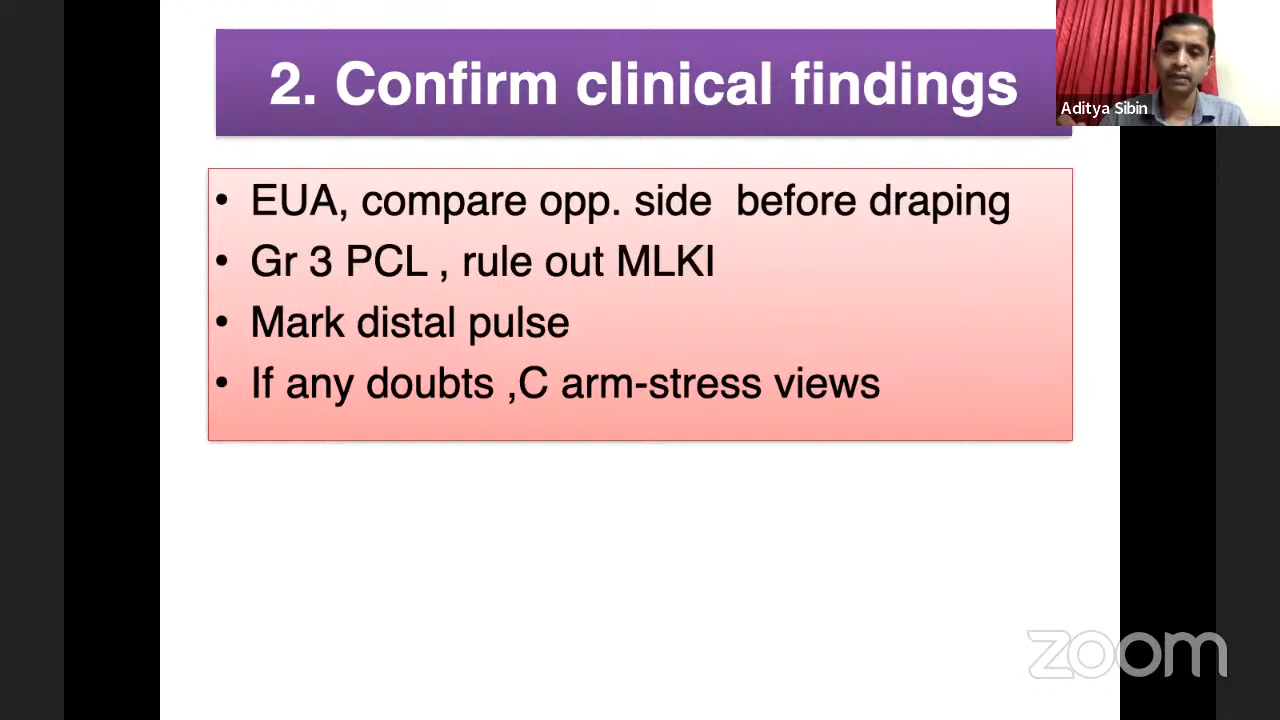 2. Confirm clinical findings
Aditya Sibin
• EUA, compare opp. side  before draping
• Gr 3 PCL , rule out MLKI
• Mark distal pulse
• If any doubts ,C arm-stress views
zoom